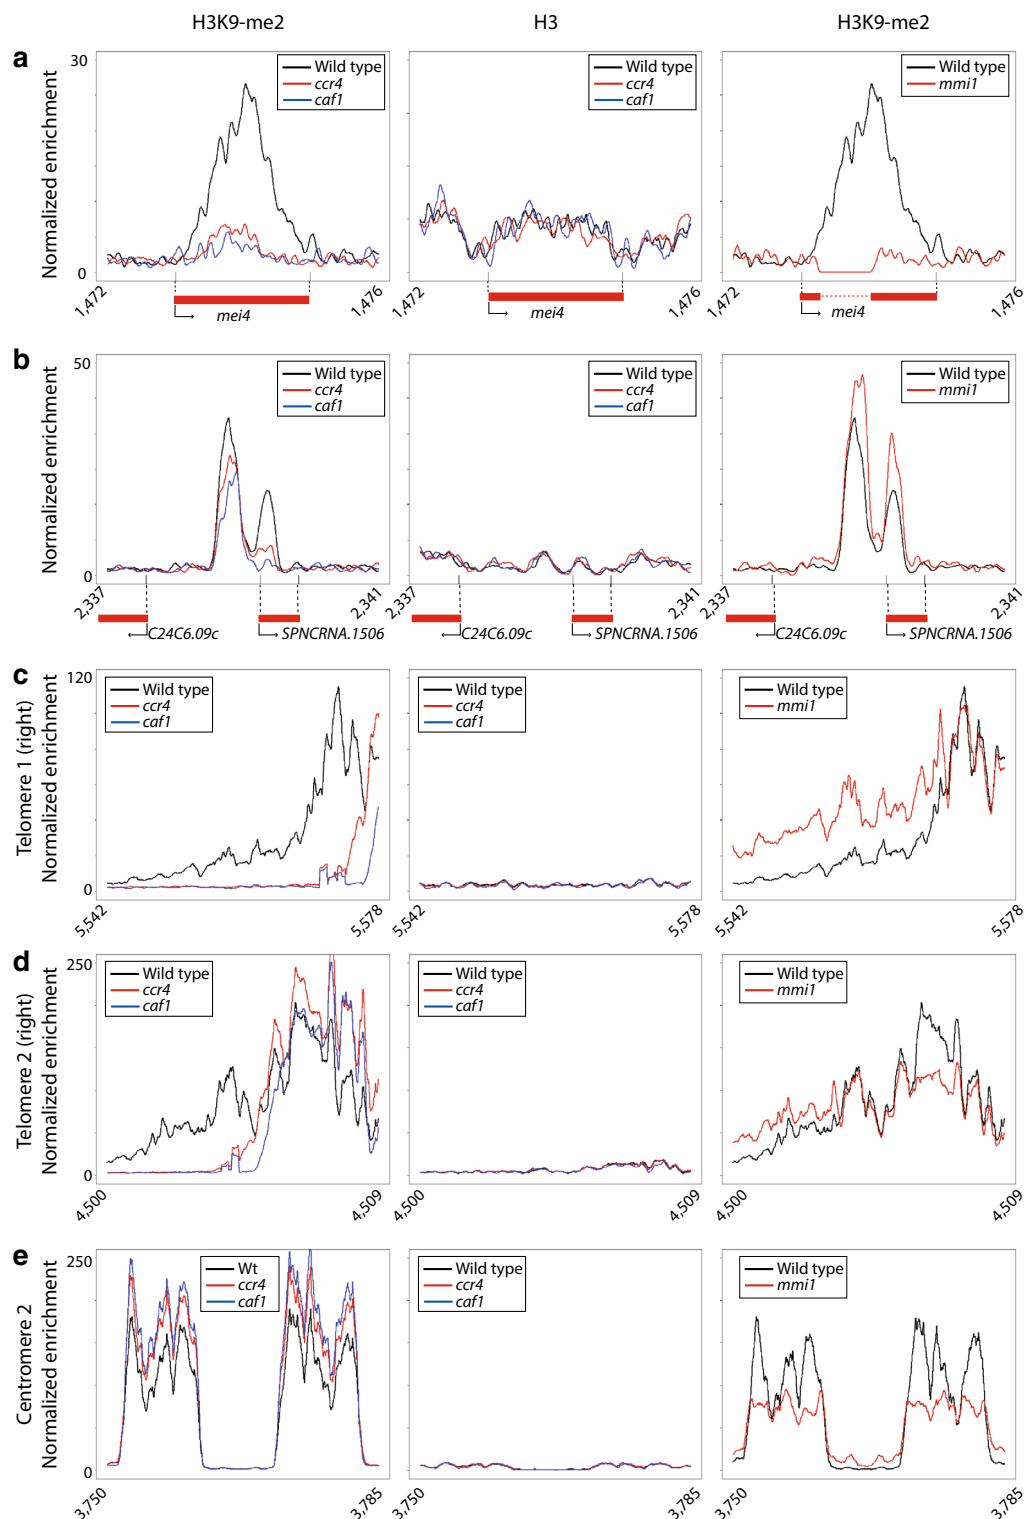 H3K9-me2
H3
H3K9-me2
a
Normalized enrichment
30
0
Wild type
ccr4
caf1
1,472
1,476
mei4
Wild type
ccr4
caf1
1,472
1,476
mei4
Wild type
mmi1
1,472
1,476
mei4
b
Normalized enrichment
50
0
Wild type
ccr4
caf1
2,337
2,341
C24C6.09c
SPNCRNA.1506
Wild type
ccr4
caf1
2,337
2,341
C24C6.09c
SPNCRNA.1506
Wild type
mmi1
2,337
2,341
C24C6.09c
SPNCRNA.1506
c
Telomere 1 (right)
Normalized enrichment
120
0
Wild type
ccr4
caf1
5,542
5,578
Wild type
ccr4
caf1
5,542
5,578
Wild type
mmi1
5,542
5,578
d
Telomere 2 (right)
Normalized enrichment
250
0
Wild type
ccr4
caf1
4,500
4,509
Wild type
ccr4
caf1
4,500
4,509
Wild type
mmi1
4,500
4,509
e
Centromere 2
Normalized enrichment
250
0
Wt
ccr4
caf1
3,750
3,785
Wild type
ccr4
caf1
3,750
3,785
Wild type
mmi1
3,750
3,785